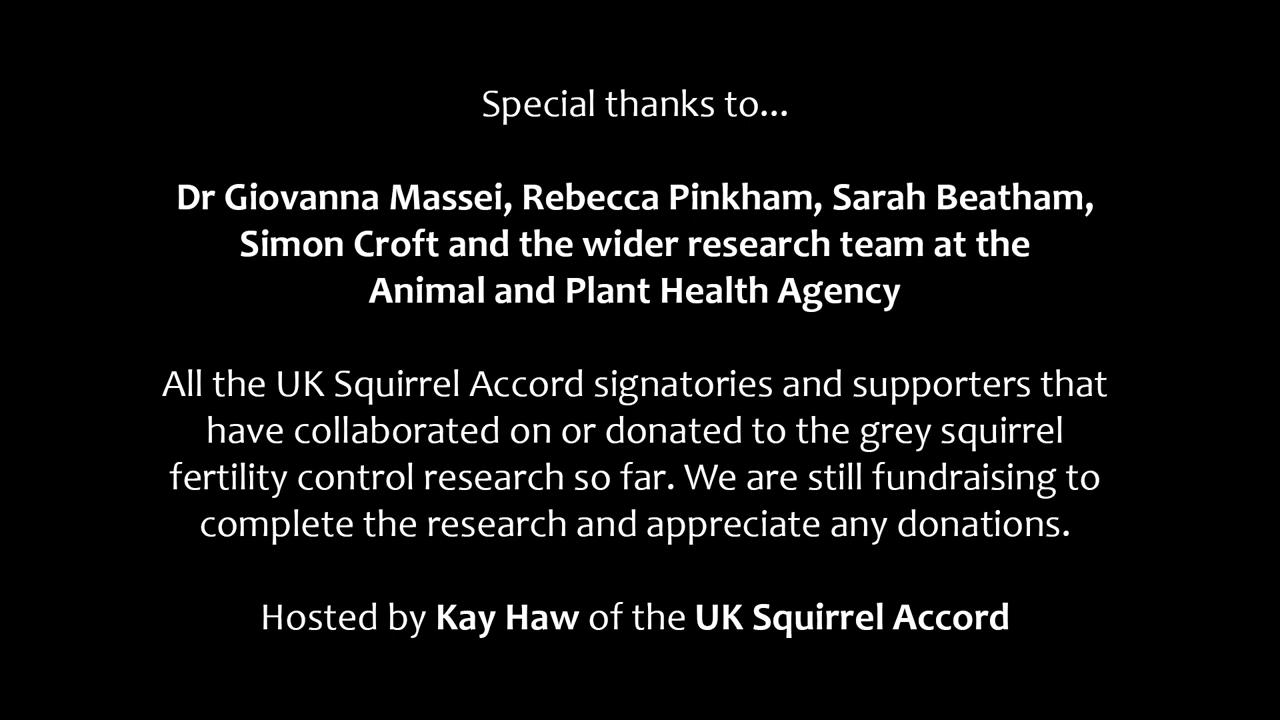 Special thanks to...
Dr Giovanna Massei, Rebecca Pinkham, Sarah Beatham,
Simon Croft and the wider research team at the
Animal and Plant Health Agency
All the UK Squirrel Accord signatories and supporters that
have collaborated on or donated to the grey squirrel
fertility control research so far. We are still fundraising to
complete the research and appreciate any donations.
Hosted by Kay Haw of the UK Squirrel Accord